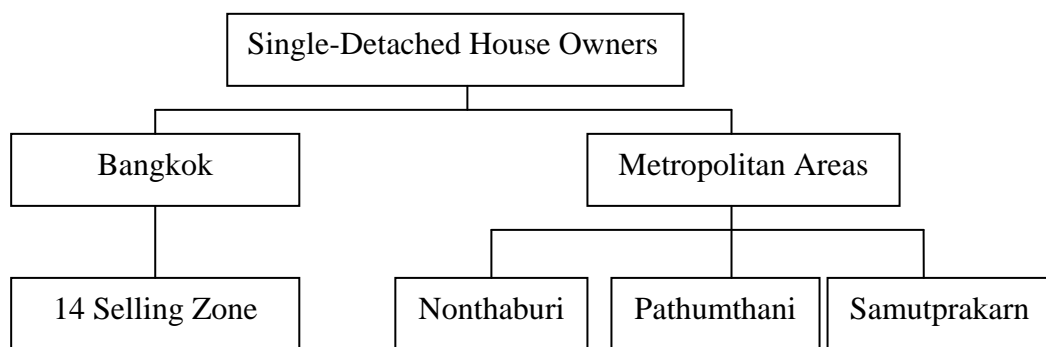 Single-Detached House Owners
Bangkok
Metropolitan Areas
14 Selling Zone
Nonthaburi
Pathumthani
Samutprakarn